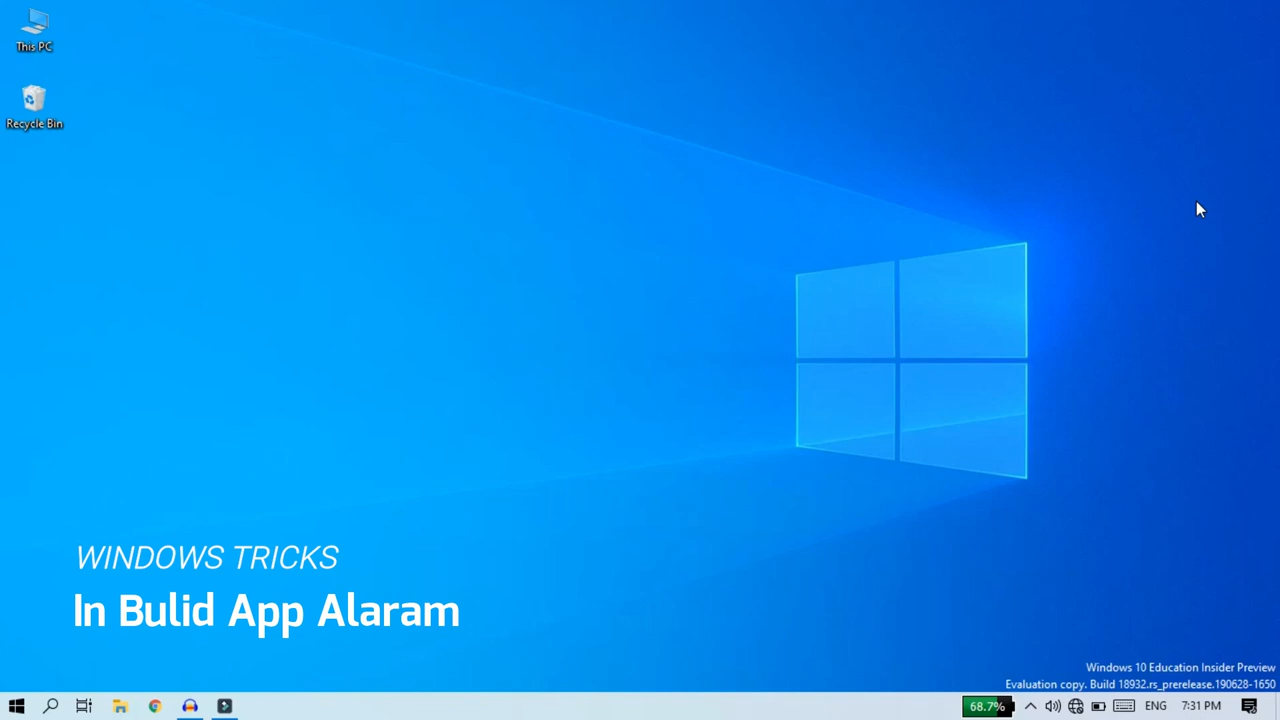 This PC
Recycle Bin
WINDOWS TRICKS
In Bulid App Alaram
Windows 10 Education Insider Preview
Evaluation copy. Build 18932.rs_prerelease.190628-1650
68.7%
ENG
7:31 PM